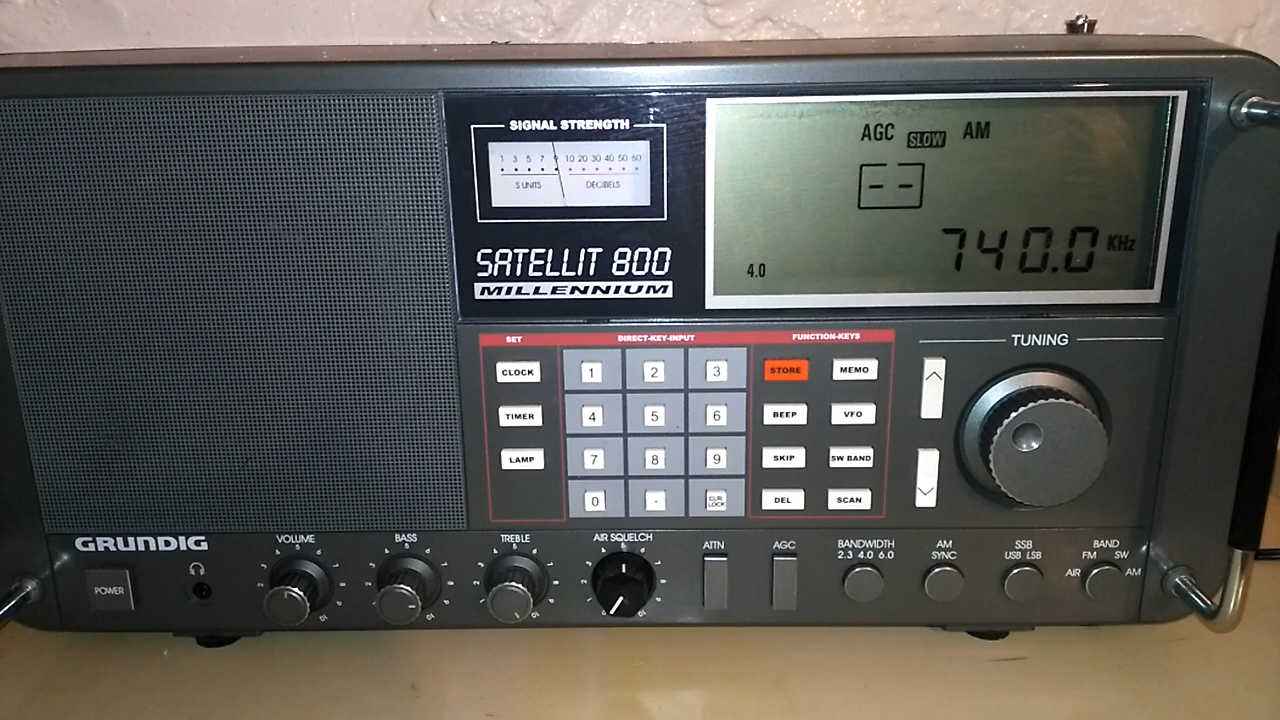 SIGNAL STRENGTH
1 3 5 7 9 10 20 30 40 50 60
S UNITS DECIBELS
SATELLIT 800
MILLENNIUM
AGC SLOW AM
--
740.0 KHz
4.0
SET DIRECT-KEY-INPUT FUNCTION-KEYS
TUNING
CLOCK 1 2 3 STORE MEMO
TIMER 4 5 6 BEEP VFO
LAMP 7 8 9 SKIP SW BAND
0 . CLR/LOCK DEL SCAN
GRUNDIG
POWER
VOLUME
BASS
TREBLE
AIR SQUELCH
ATTN
AGC
BANDWIDTH
2.3 4.0 6.0
AM
SYNC
SSB
USB LSB
BAND
FM SW
AIR AM